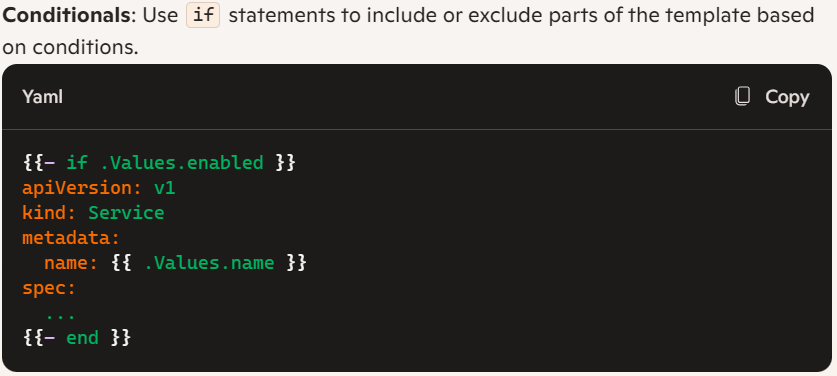 Conditionals: Use if statements to include or exclude parts of the template based
on conditions.
Yaml
Copy
{{- if .Values.enabled }}
apiVersion: v1
kind: Service
metadata:
  name: {{ .Values.name }}
spec:
  ...
{{- end }}